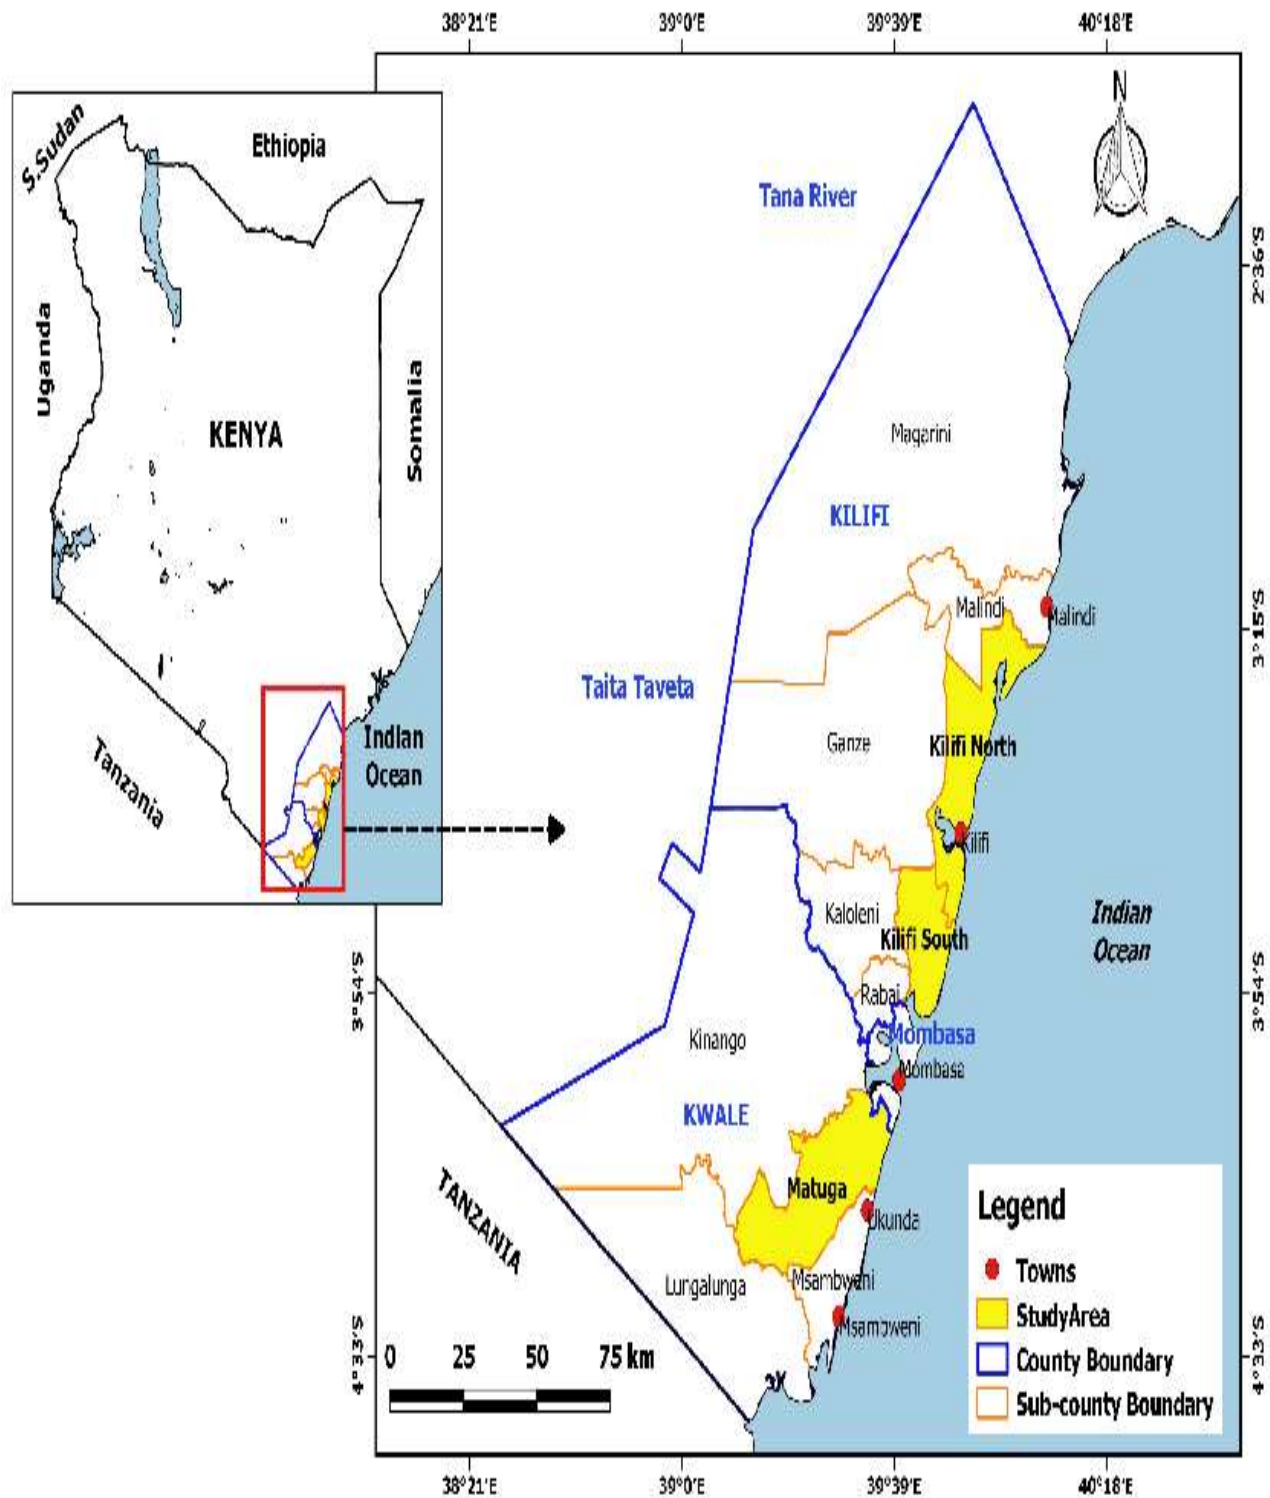 38°21'E
39°0'E
39°39'E
40°18'E
N
S.Sudan
Ethiopia
Uganda
Somalia
KENYA
Tanzania
Indian
Ocean
Tana River
2°36'S
Magarini
KILIFI
Malindi
Malindi
3°15'S
Taita Taveta
Ganze
Kilifi North
Kilifi
Kaloleni
Kilifi South
Indian
Ocean
Rabai
3°54'S
3°54'S
Kinango
Mombasa
Mombasa
KWALE
TANZANIA
Matuga
Ukunda
Lungalunga
Msambweni
Msambweni
4°33'S
4°33'S
0 25 50 75 km
Legend
Towns
StudyArea
County Boundary
Sub-county Boundary
38°21'E
39°0'E
39°39'E
40°18'E